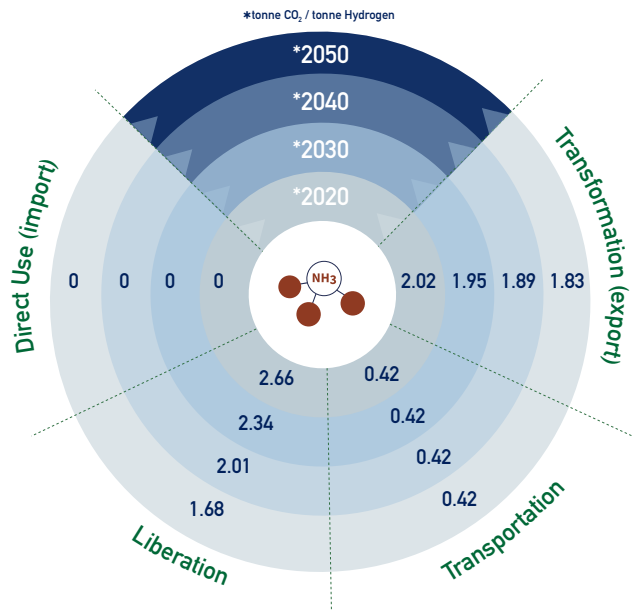 *tonne CO₂ / tonne Hydrogen
*2050
*2040
*2030
*2020
Direct Use (import)
Transformation (export)
NH3
0 0 0 0
2.02 1.95 1.89 1.83
2.66 0.42
2.34 0.42
2.01 0.42
1.68 0.42
Liberation
Transportation